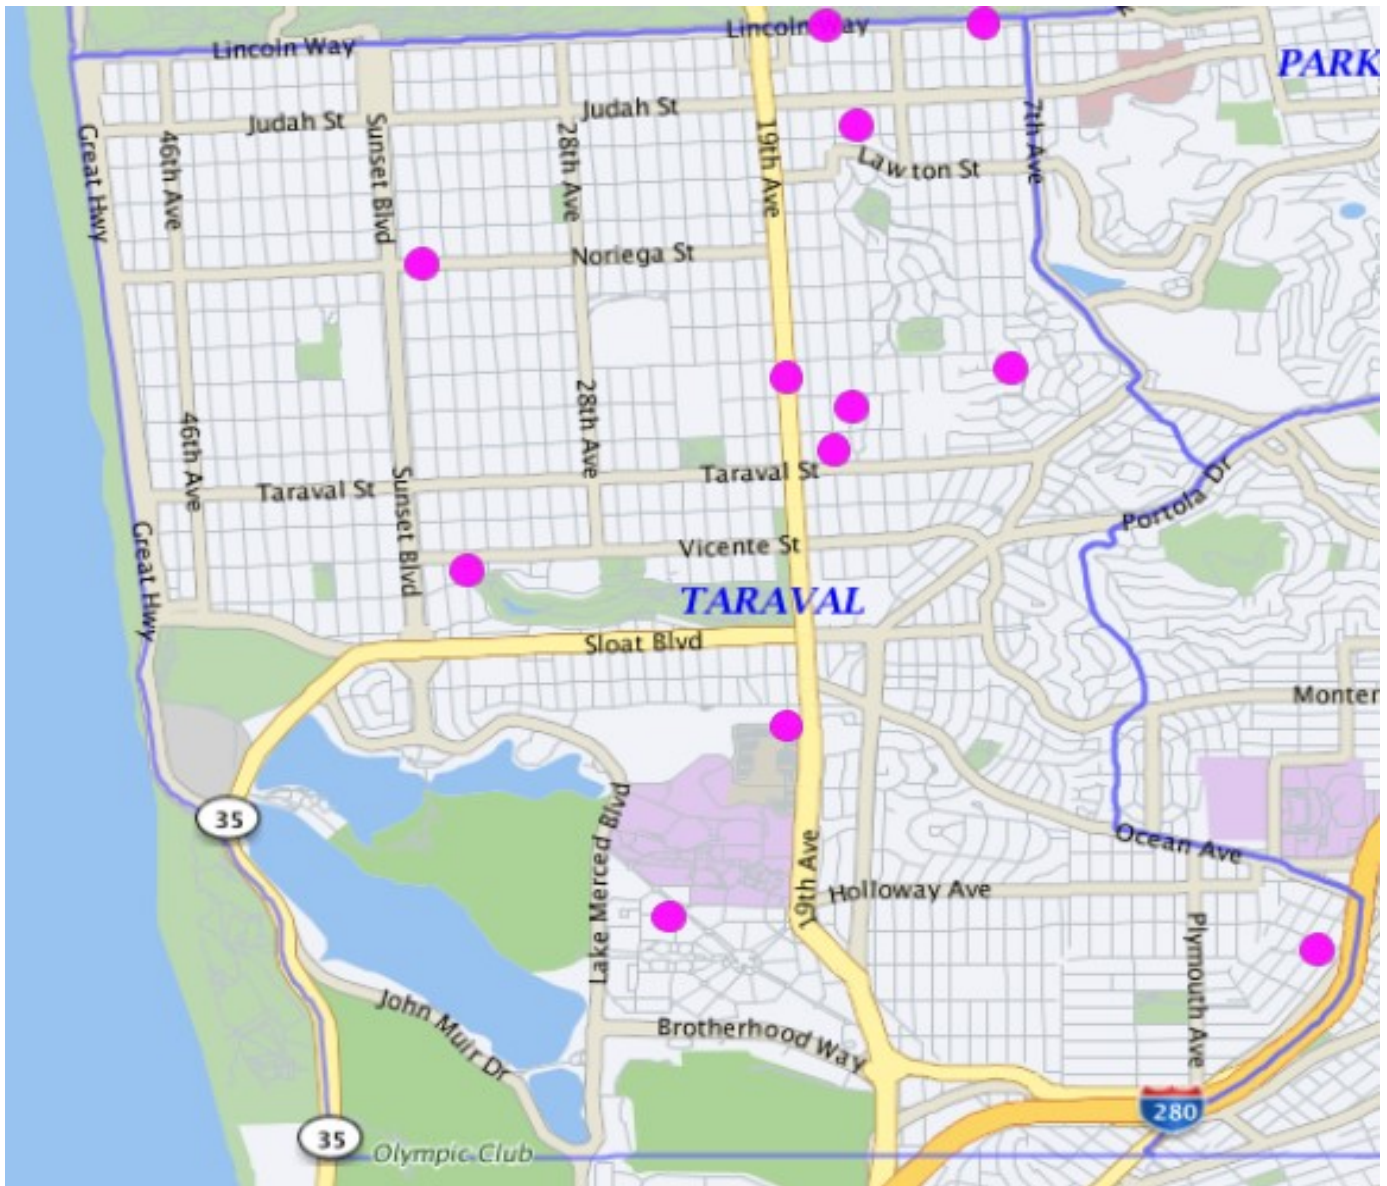 Lincoln Way
Lincoln Way
PARK
Judah St
Judah St
Great Hwy
46th Ave
Sunset Blvd
28th Ave
19th Ave
7th Ave
Lawton St
Noriega St
46th Ave
28th Ave
Taraval St
Taraval St
Sunset Blvd
Portola Dr
Great Hwy
Vicente St
TARAVAL
Sloat Blvd
Monter
35
Lake Merced Blvd
19th Ave
Ocean Ave
Holloway Ave
Plymouth Ave
John Muir Dr
Brotherhood Way
280
35
Olympic Club